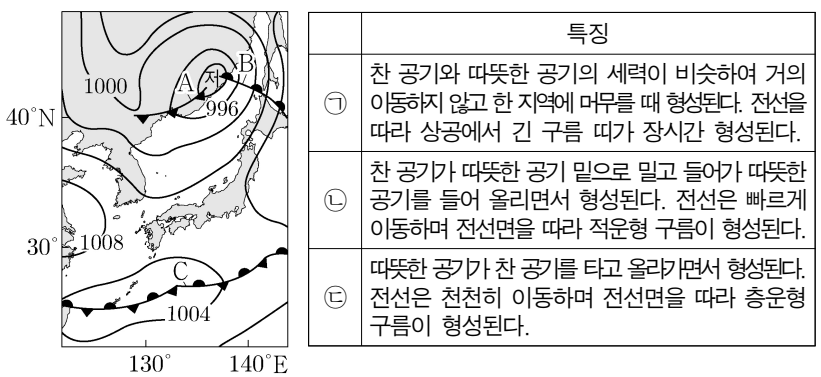 1000
A
저
B
996
40°N
1008
30°
C
1004
130°
140°E
특징
㉠
찬 공기와 따뜻한 공기의 세력이 비슷하여 거의
이동하지 않고 한 지역에 머무를 때 형성된다. 전선을
따라 상공에서 긴 구름 띠가 장시간 형성된다.
㉡
찬 공기가 따뜻한 공기 밑으로 밀고 들어가 따뜻한
공기를 들어 올리면서 형성된다. 전선은 빠르게
이동하며 전선면을 따라 적운형 구름이 형성된다.
㉢
따뜻한 공기가 찬 공기를 타고 올라가면서 형성된다.
전선은 천천히 이동하며 전선면을 따라 층운형
구름이 형성된다.